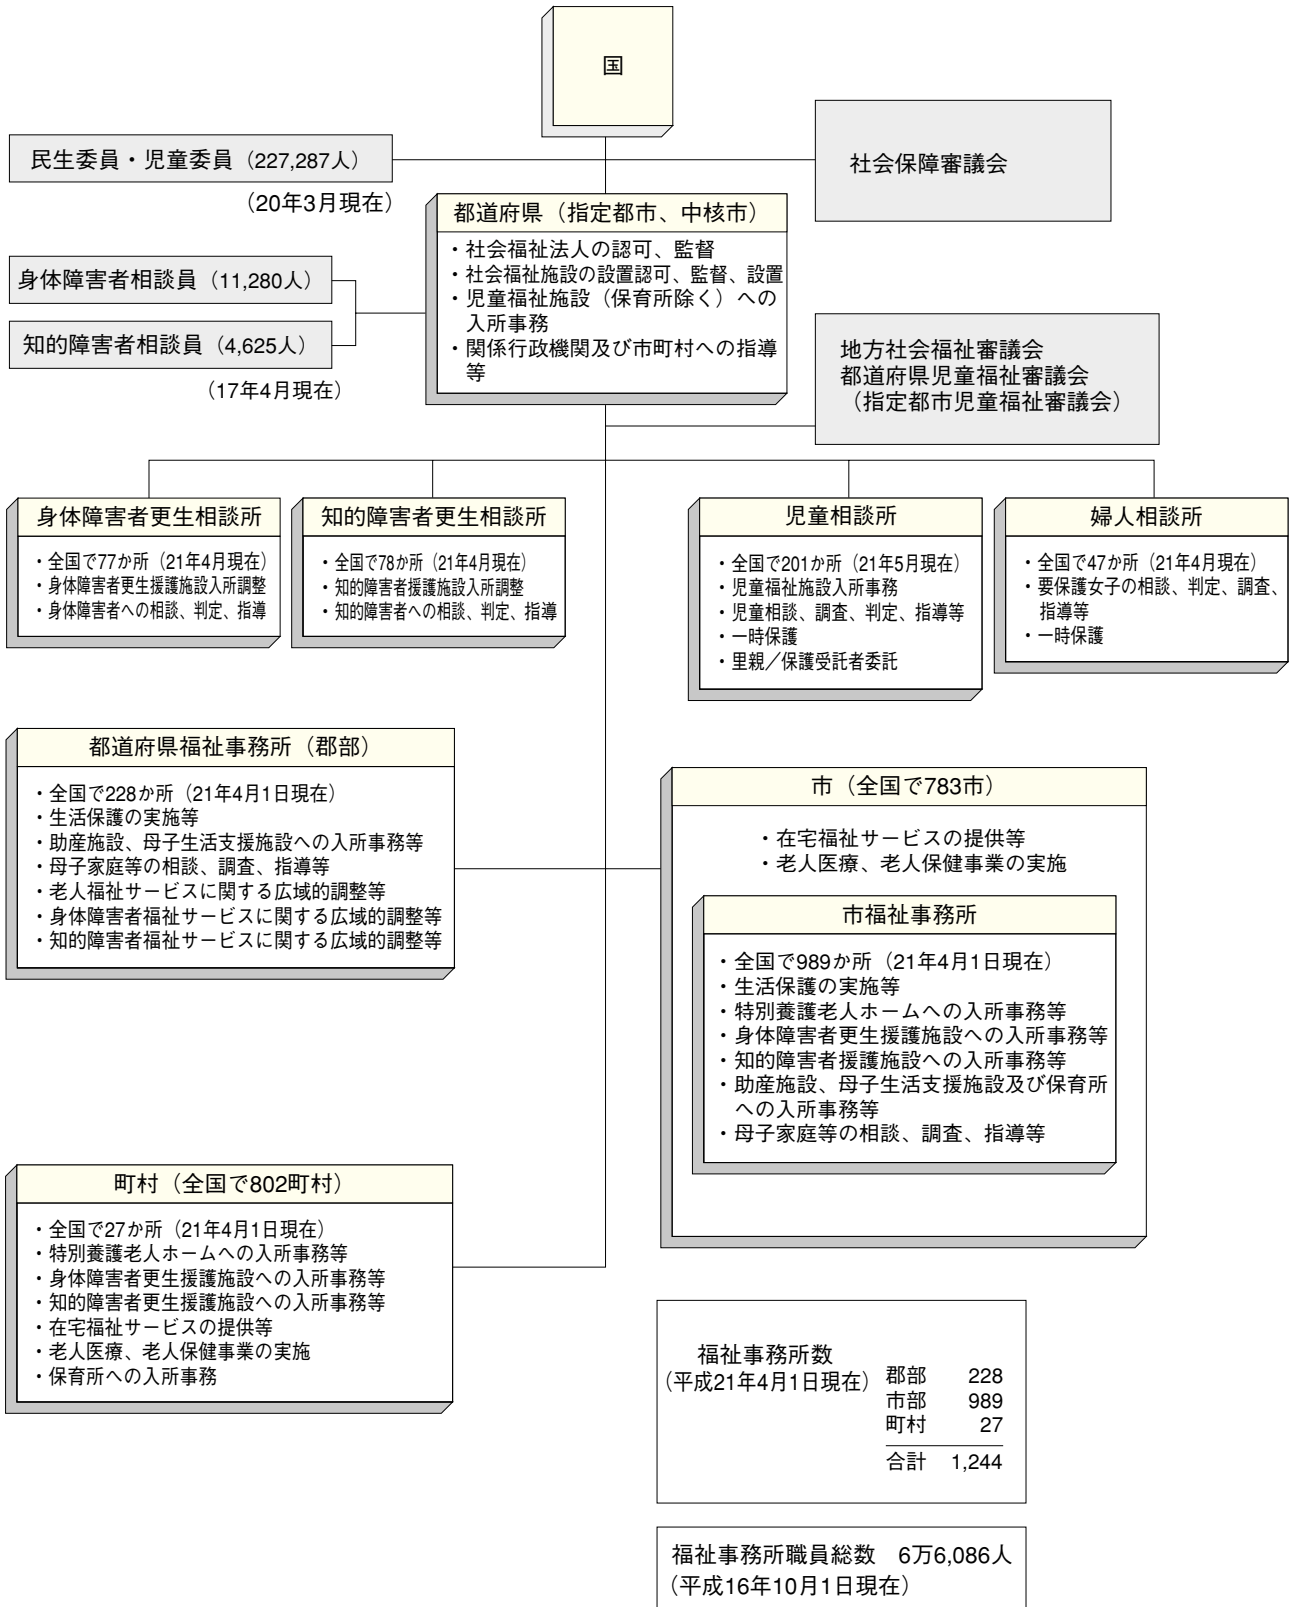 国
民生委員・児童委員（227,287人）
（20年3月現在）
社会保障審議会
都道府県（指定都市、中核市）
・社会福祉法人の認可、監督
・社会福祉施設の設置認可、監督、設置
・児童福祉施設（保育所除く）への
入所事務
・関係行政機関及び市町村への指導
等
身体障害者相談員（11,280人）
知的障害者相談員（4,625人）
（17年4月現在）
地方社会福祉審議会
都道府県児童福祉審議会
（指定都市児童福祉審議会）
身体障害者更生相談所
・全国で77か所（21年4月現在）
・身体障害者更生援護施設入所調整
・身体障害者への相談、判定、指導
知的障害者更生相談所
・全国で78か所（21年4月現在）
・知的障害者援護施設入所調整
・知的障害者への相談、判定、指導
児童相談所
・全国で201か所（21年5月現在）
・児童福祉施設入所事務
・児童相談、調査、判定、指導等
・一時保護
・里親／保護受託者委託
婦人相談所
・全国で47か所（21年4月現在）
・要保護女子の相談、判定、調査、
指導等
・一時保護
都道府県福祉事務所（郡部）
・全国で228か所（21年4月1日現在）
・生活保護の実施等
・助産施設、母子生活支援施設への入所事務等
・母子家庭等の相談、調査、指導等
・老人福祉サービスに関する広域的調整等
・身体障害者福祉サービスに関する広域的調整等
・知的障害者福祉サービスに関する広域的調整等
市（全国で783市）
・在宅福祉サービスの提供等
・老人医療、老人保健事業の実施
市福祉事務所
・全国で989か所（21年4月1日現在）
・生活保護の実施等
・特別養護老人ホームへの入所事務等
・身体障害者更生援護施設への入所事務等
・知的障害者援護施設への入所事務等
・助産施設、母子生活支援施設及び保育所
への入所事務等
・母子家庭等の相談、調査、指導等
町村（全国で802町村）
・全国で27か所（21年4月1日現在）
・特別養護老人ホームへの入所事務等
・身体障害者更生援護施設への入所事務等
・知的障害者更生援護施設への入所事務等
・在宅福祉サービスの提供等
・老人医療、老人保健事業の実施
・保育所への入所事務
福祉事務所数
（平成21年4月1日現在）
郡部 228
市部 989
町村 27
合計 1,244
福祉事務所職員総数 6万6,086人
（平成16年10月1日現在）